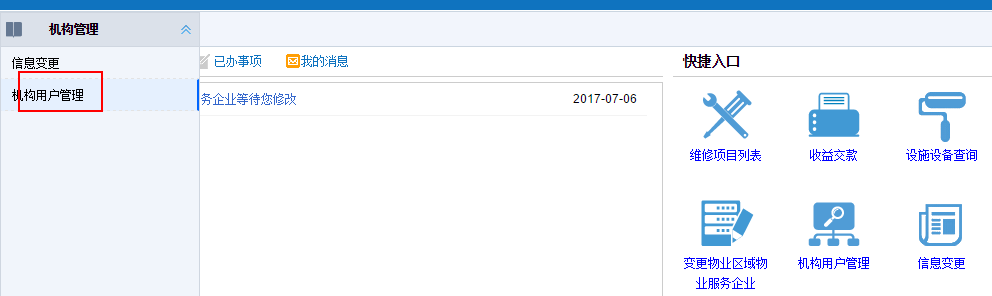 机构管理
信息变更
机构用户管理
已办事项
我的消息
务企业等待您修改 2017-07-06
快捷入口
维修项目列表
收益交款
设施设备查询
变更物业区域物
业服务企业
机构用户管理
信息变更